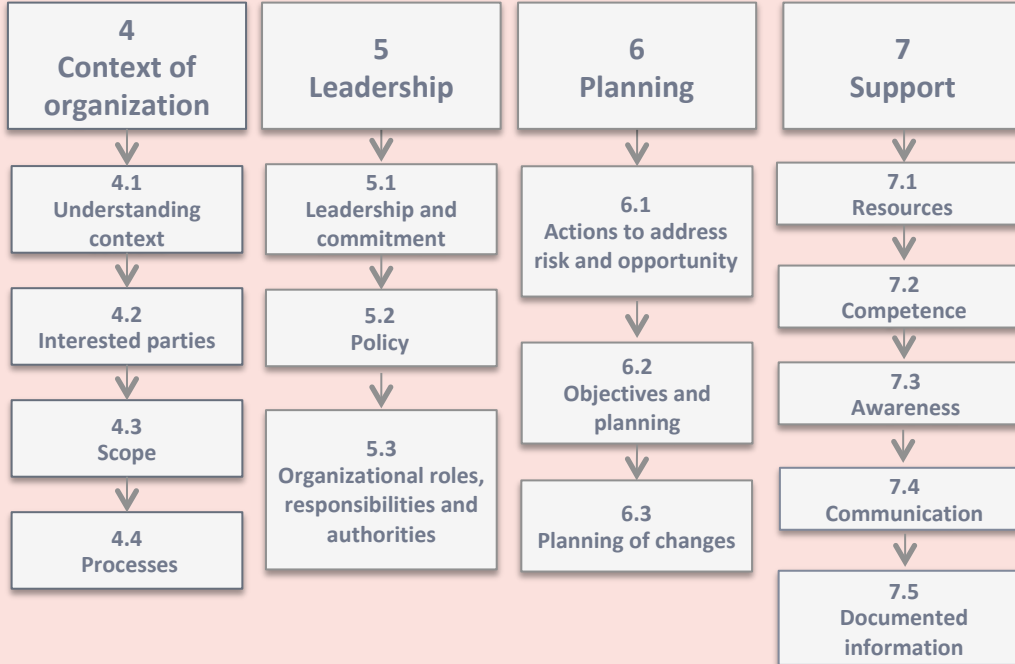 4
Context of
organization
4.1
Understanding
context
4.2
Interested parties
4.3
Scope
4.4
Processes
5
Leadership
5.1
Leadership and
commitment
5.2
Policy
5.3
Organizational roles,
responsibilities and
authorities
6
Planning
6.1
Actions to address
risk and opportunity
6.2
Objectives and
planning
6.3
Planning of changes
7
Support
7.1
Resources
7.2
Competence
7.3
Awareness
7.4
Communication
7.5
Documented
information